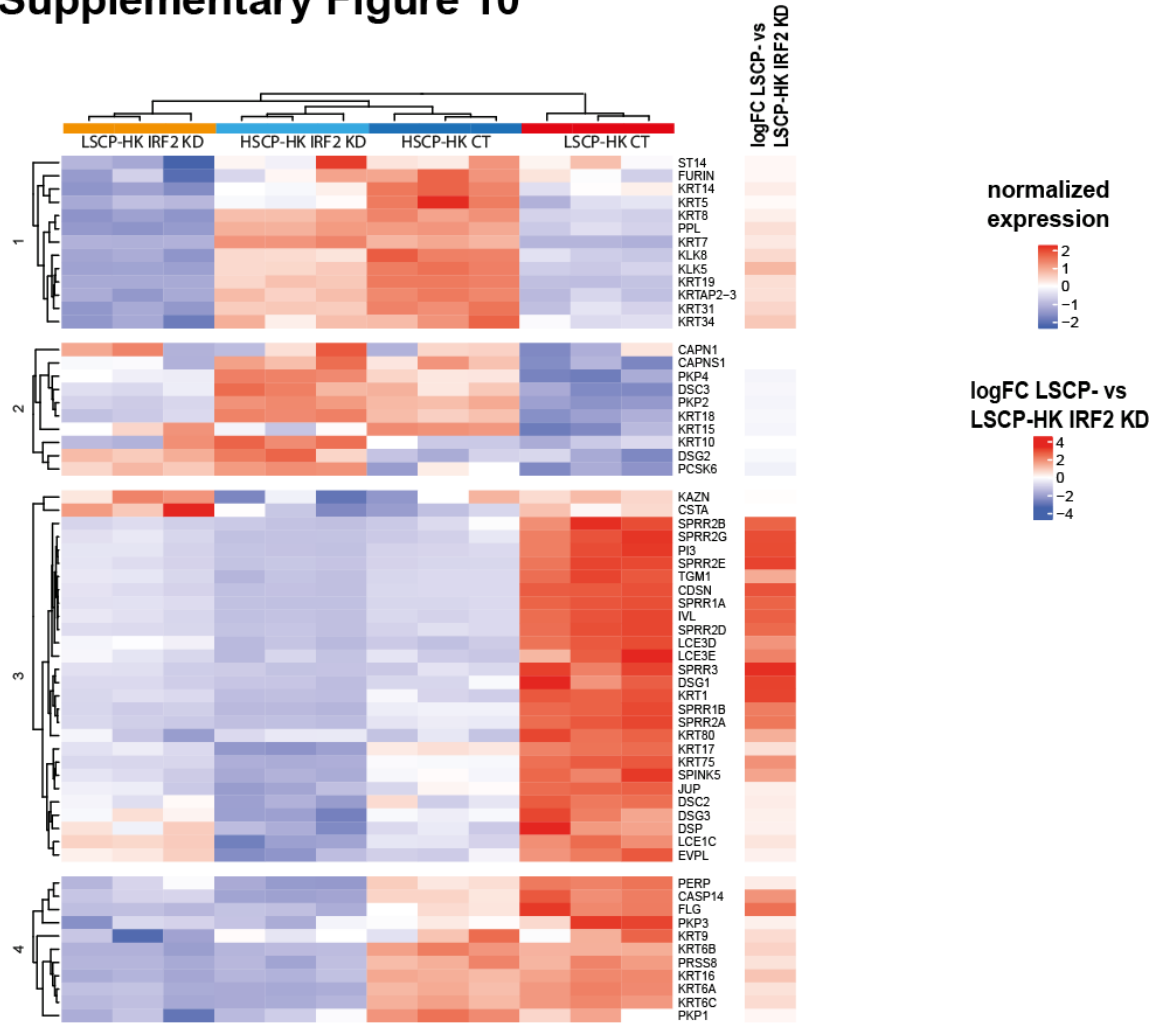 Supplementary Figure 10
logFC LSCP- vs
LSCP-HK IRF2 KD
LSCP-HK IRF2 KD
HSCP-HK IRF2 KD
HSCP-HK CT
LSCP-HK CT
1
ST14
FURIN
KRT14
KRT5
KRT8
PPL
KRT7
KLK8
KLK5
KRT19
KRTAP2-3
KRT31
KRT34
2
CAPN1
CAPNS1
PKP4
DSC3
PKP2
KRT18
KRT15
KRT10
DSG2
PCSK6
3
KAZN
CSTA
SPRR2B
SPRR2G
PI3
SPRR2E
TGM1
CDSN
SPRR1A
IVL
SPRR2D
LCE3D
LCE3E
SPRR3
DSG1
KRT1
SPRR1B
SPRR2A
KRT80
KRT17
KRT75
SPINK5
JUP
DSC2
DSG3
DSP
LCE1C
EVPL
4
PERP
CASP14
FLG
PKP3
KRT9
KRT6B
PRSS8
KRT16
KRT6A
KRT6C
PKP1
normalized
expression
2
1
0
−1
−2
logFC LSCP- vs
LSCP-HK IRF2 KD
4
2
0
−2
−4